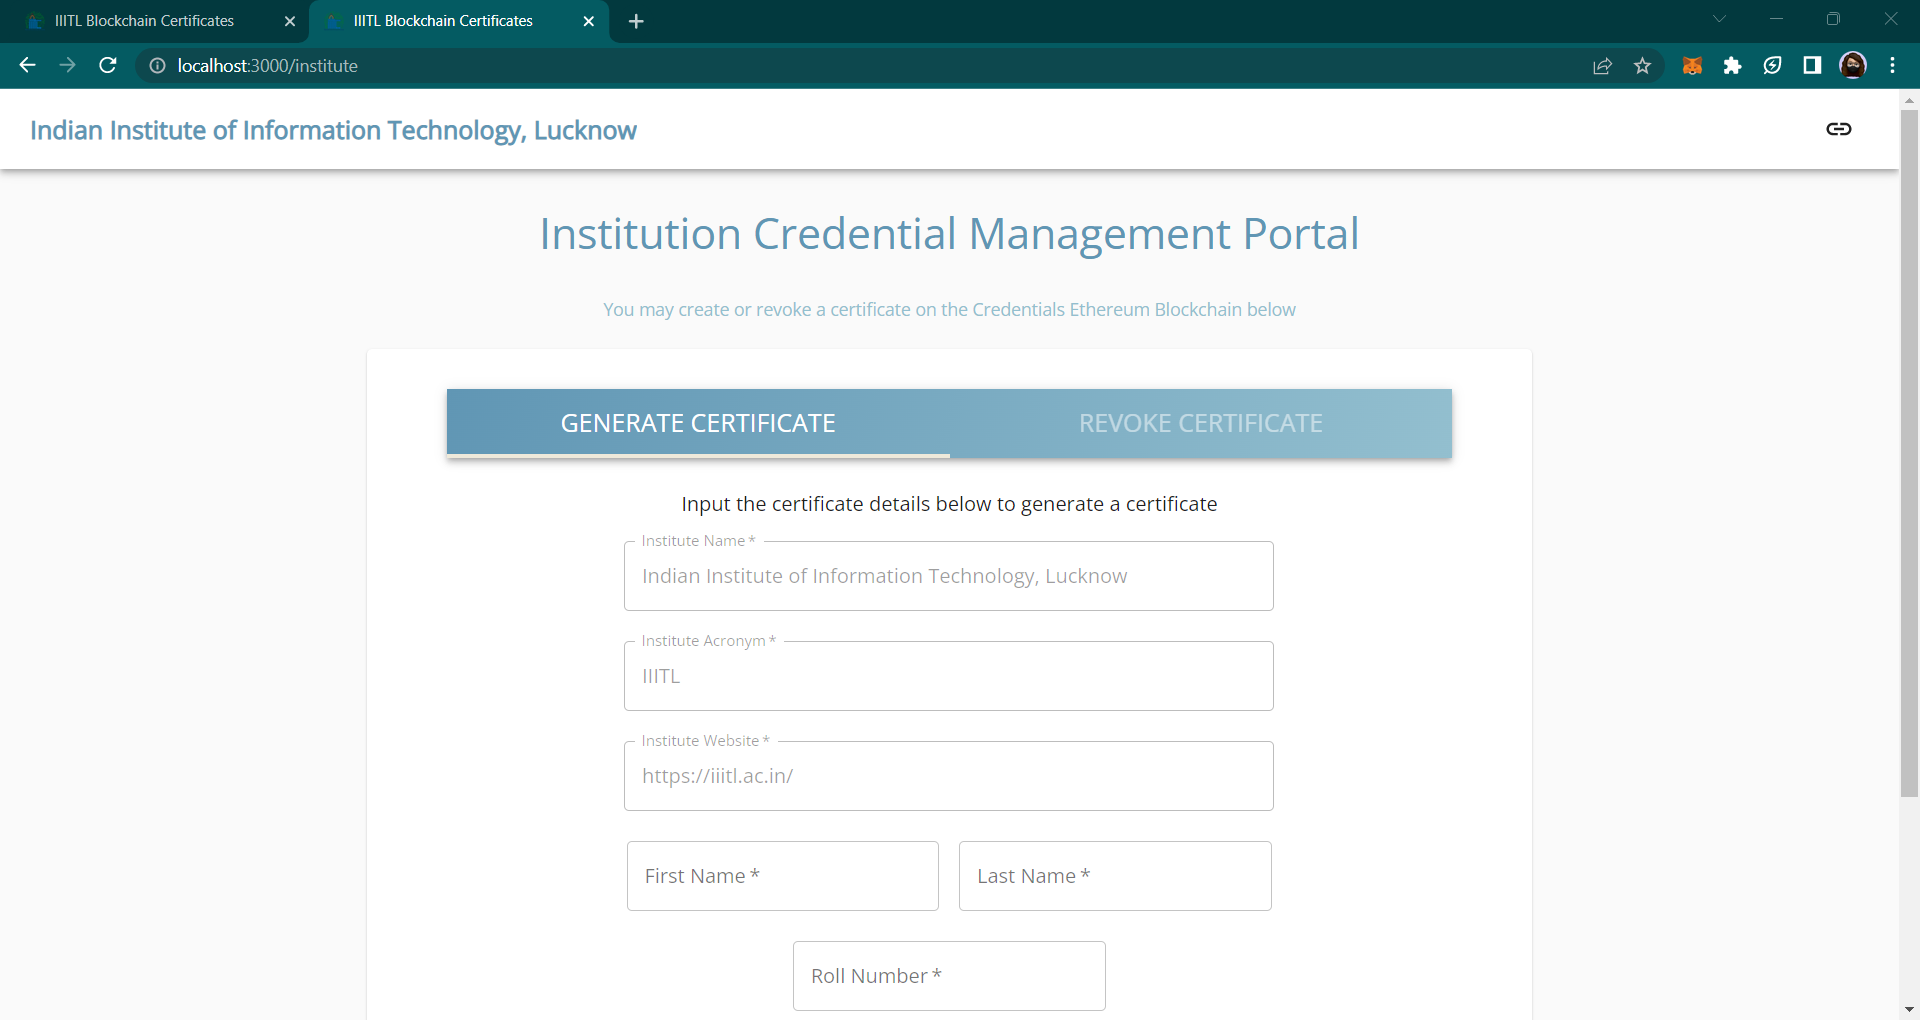 IIITL Blockchain Certificates
IIITL Blockchain Certificates
localhost:3000/institute
Indian Institute of Information Technology, Lucknow
Institution Credential Management Portal
You may create or revoke a certificate on the Credentials Ethereum Blockchain below
GENERATE CERTIFICATE
REVOKE CERTIFICATE
Input the certificate details below to generate a certificate
Institute Name *
Indian Institute of Information Technology, Lucknow
Institute Acronym *
IIITL
Institute Website *
https://iiitl.ac.in/
First Name *
Last Name *
Roll Number *